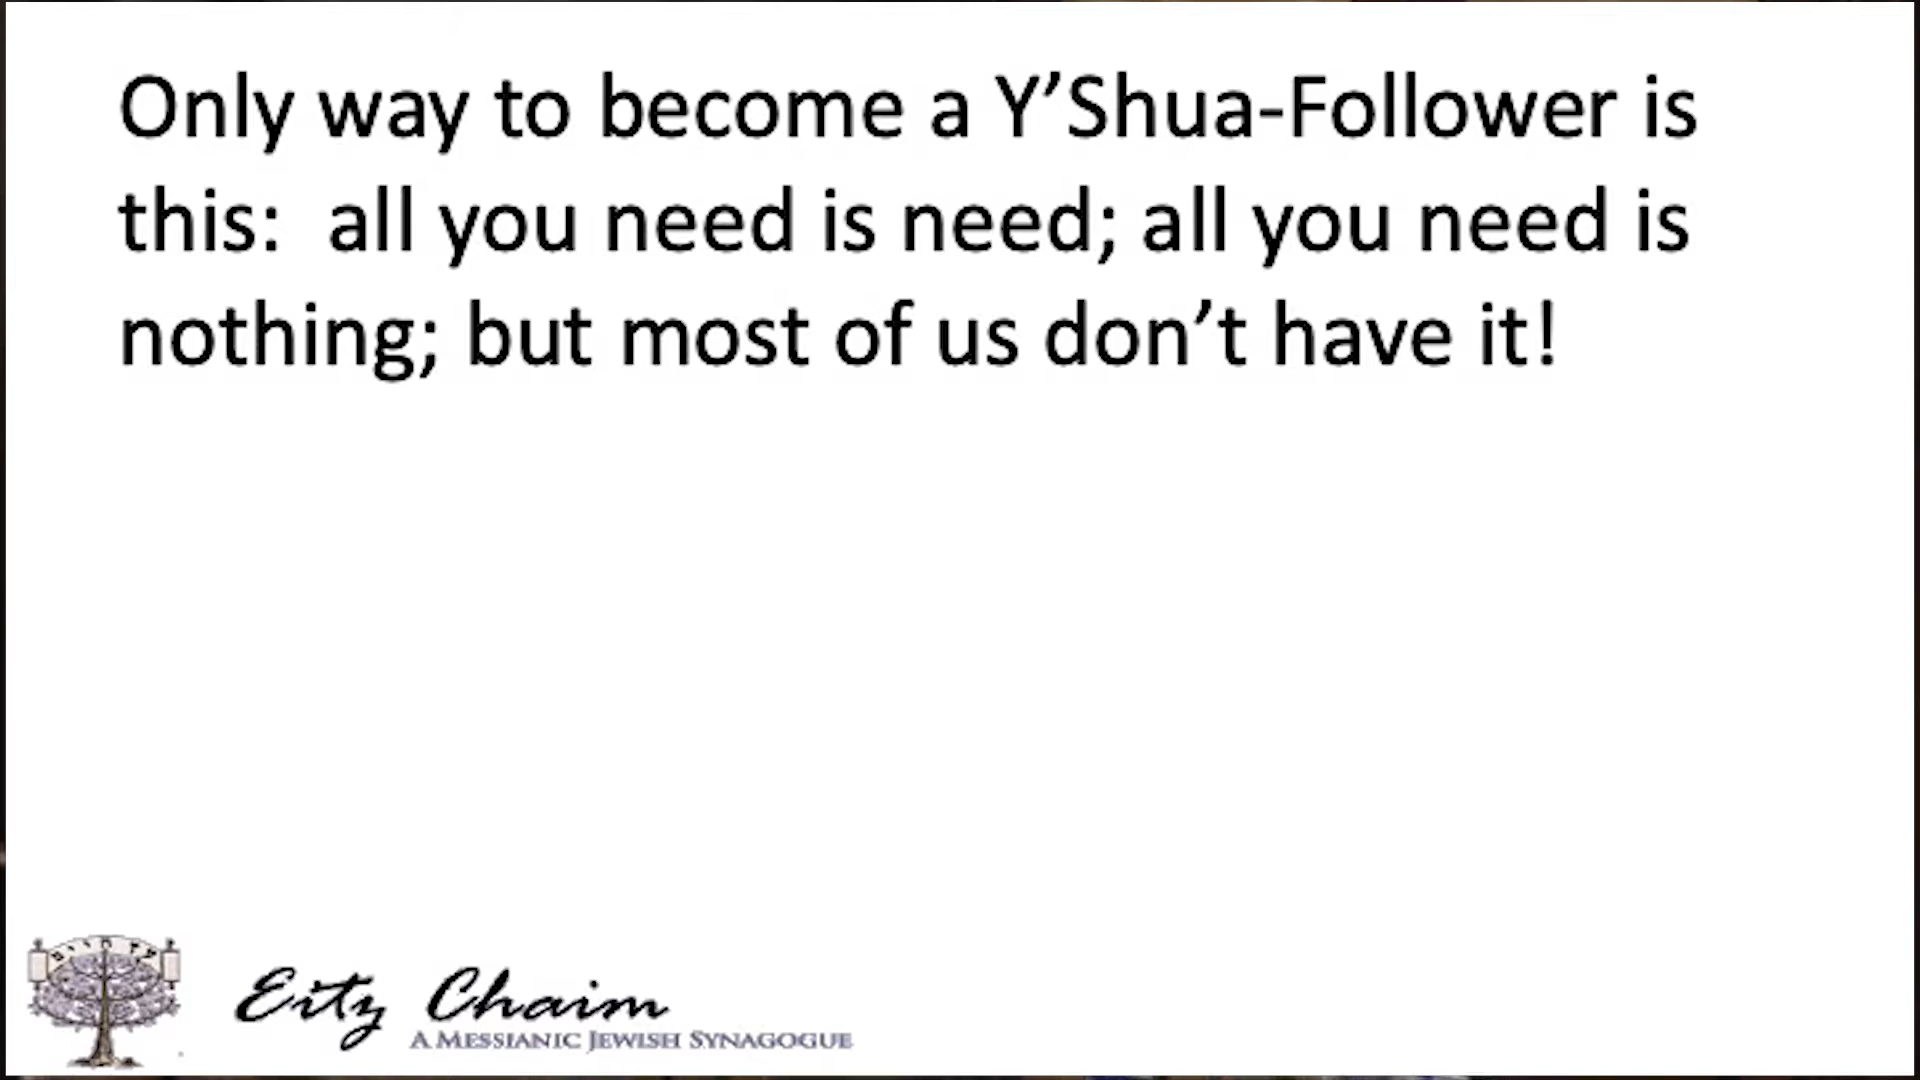 Only way to become a Y’Shua-Follower is
this:  all you need is need; all you need is
nothing; but most of us don’t have it!
Eitz Chaim
A MESSIANIC JEWISH SYNAGOGUE